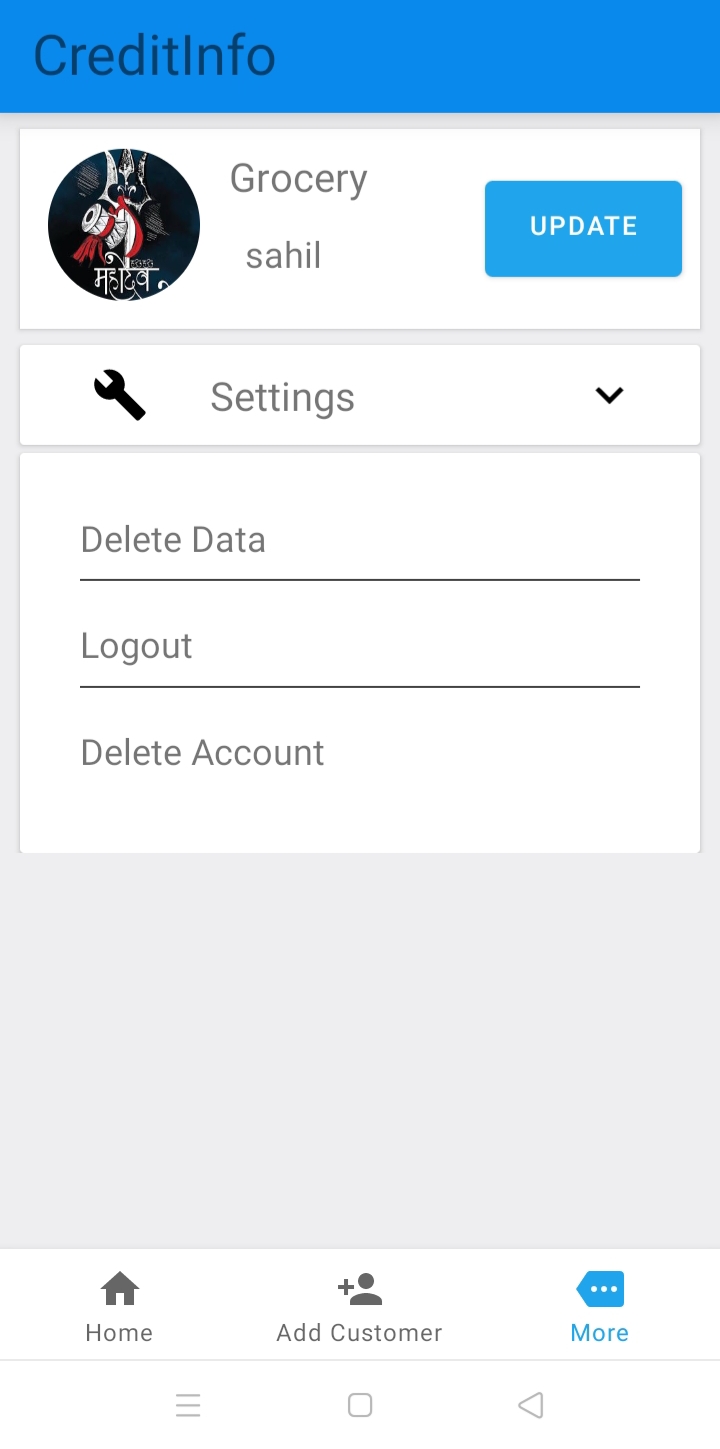 CreditInfo
Grocery
sahil
UPDATE
महादेव
Settings
Delete Data
Logout
Delete Account
Home
Add Customer
More